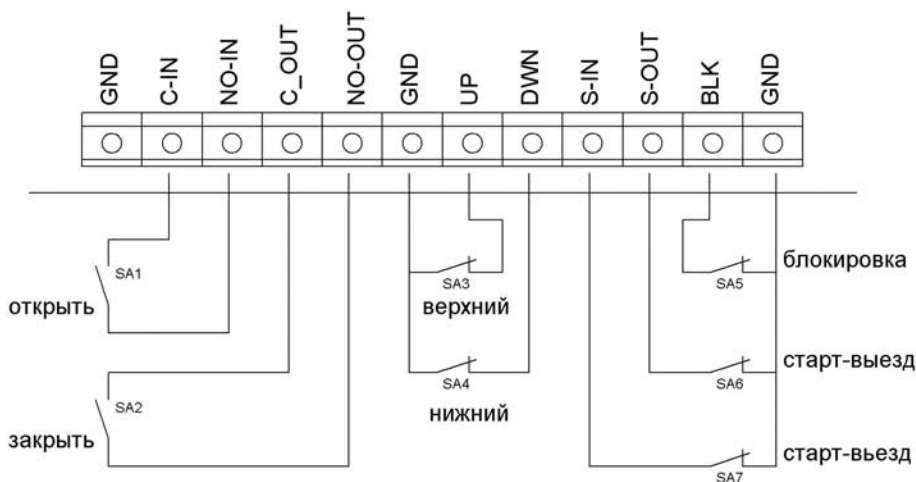 GND
C-IN
NO-IN
C_OUT
NO-OUT
GND
UP
DWN
S-IN
S-OUT
BLK
GND
SA1
открыть
SA3
верхний
SA5
блокировка
SA2
закрыть
SA4
нижний
SA6
старт-выезд
SA7
старт-вьезд